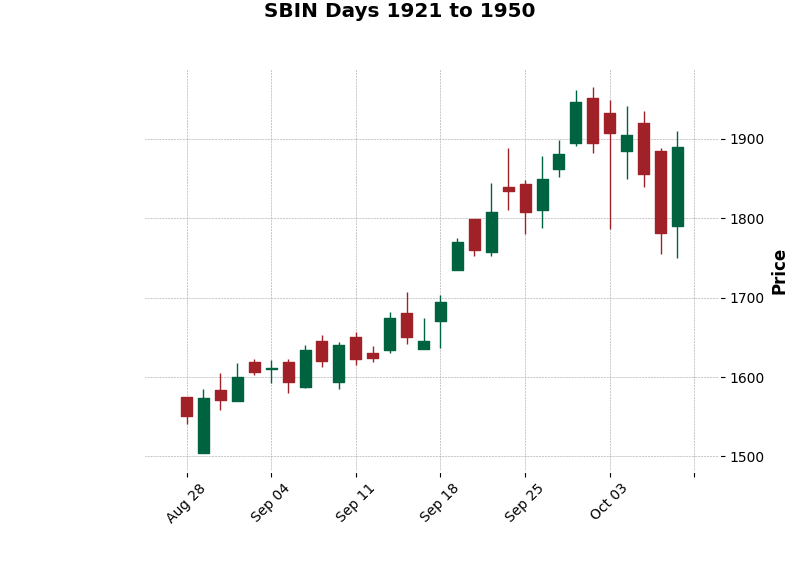 SBIN Days 1921 to 1950
1900
1800
1700
1600
1500
Price
Aug 28
Sep 04
Sep 11
Sep 18
Sep 25
Oct 03